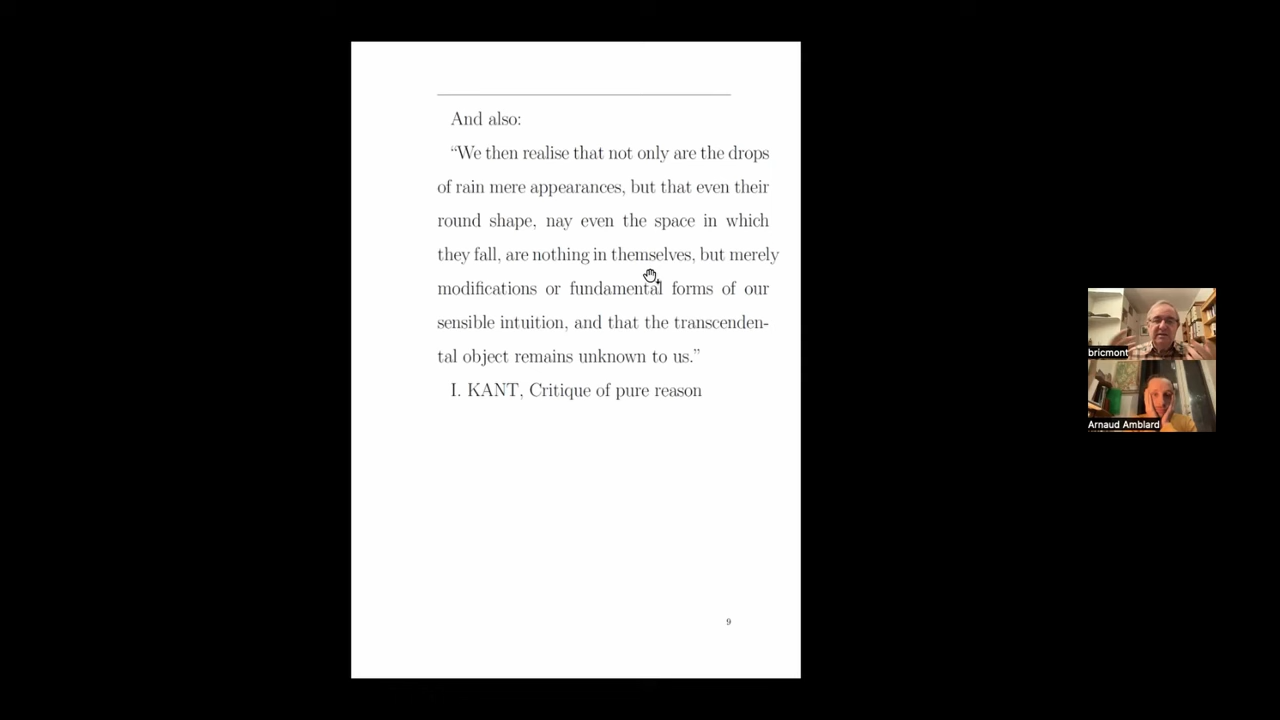 And also:
“We then realise that not only are the drops
of rain mere appearances, but that even their
round shape, nay even the space in which
they fall, are nothing in themselves, but merely
modifications or fundamental forms of our
sensible intuition, and that the transcenden-
tal object remains unknown to us.”
I. KANT, Critique of pure reason
9
bricmont
Arnaud Amblard